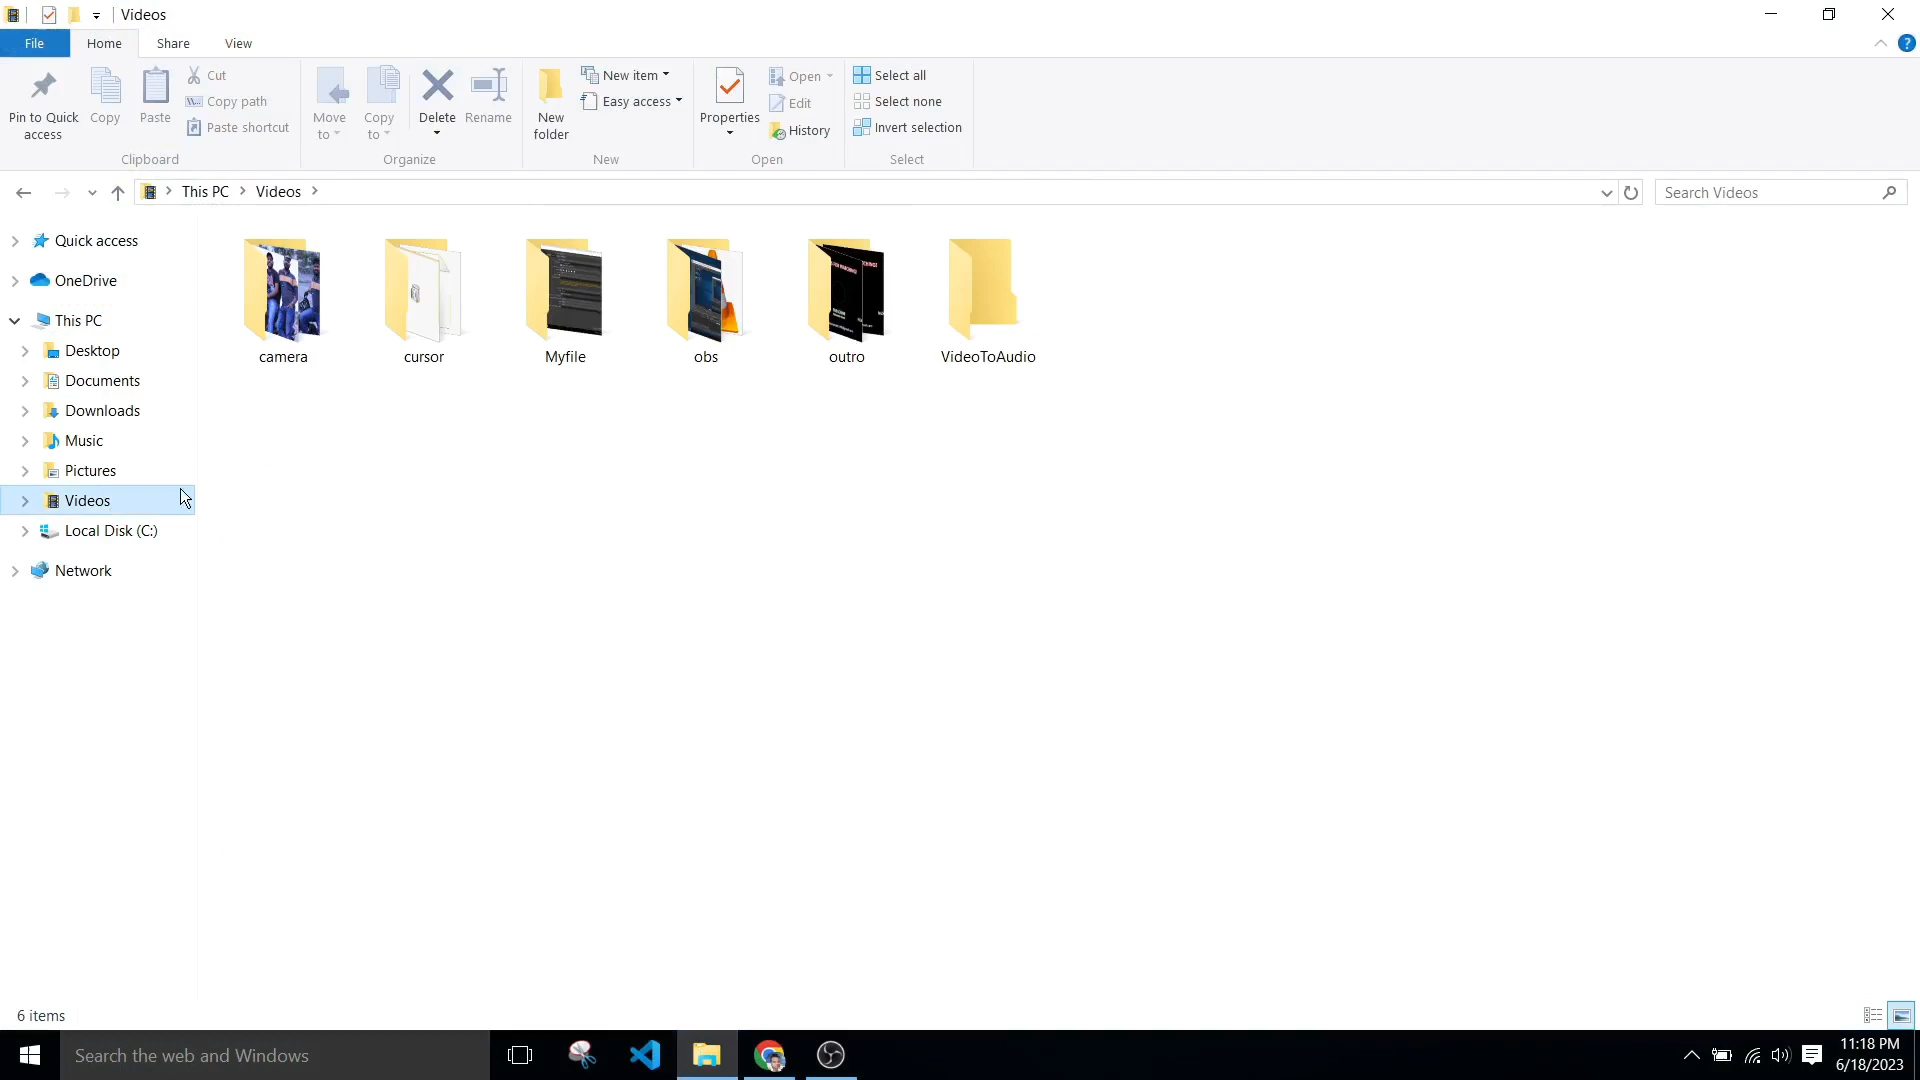 Videos
File
Home
Share
View
Pin to Quick access
Copy
Paste
Cut
Copy path
Paste shortcut
Clipboard
Move to
Copy to
Delete
Rename
Organize
New folder
New item
Easy access
New
Properties
Open
Edit
History
Open
Select all
Select none
Invert selection
Select
This PC
Videos
Search Videos
Quick access
OneDrive
This PC
Desktop
Documents
Downloads
Music
Pictures
Videos
Local Disk (C:)
Network
camera
cursor
Myfile
obs
outro
VideoToAudio
6 items
Search the web and Windows
11:18 PM
6/18/2023